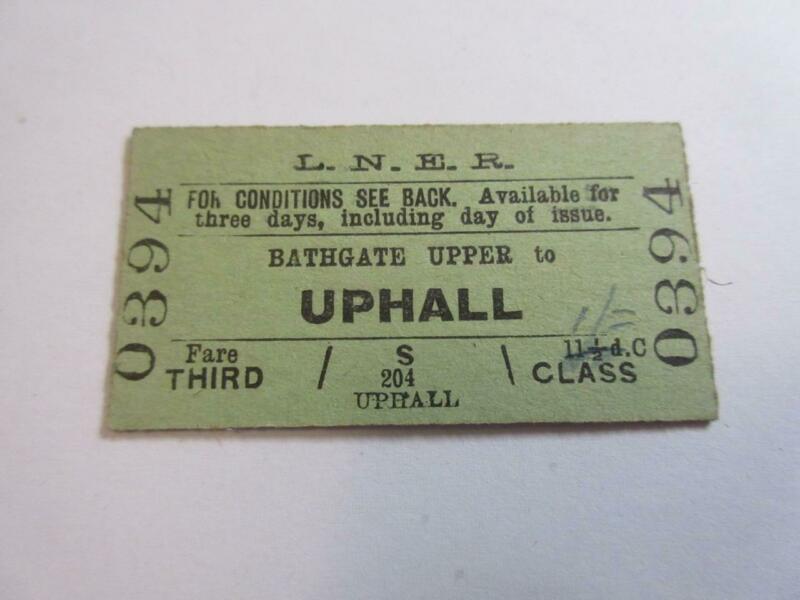 L. N. E. R.
FOR CONDITIONS SEE BACK. Available for
three days, including day of issue.
BATHGATE UPPER to
UPHALL
1/=
Fare / S \ 11½d.C
THIRD 204 CLASS
UPHALL
0394
0394